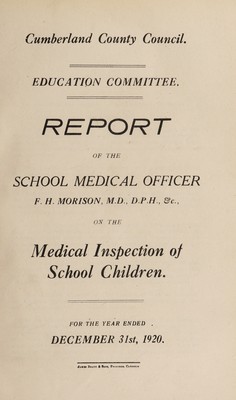 Cumberland County Council.
EDUCATION COMMITTEE.
REPORT
OF THE
SCHOOL MEDICAL OFFICER
F. H. MORISON, M.D., D.P.H., &c.,
ON THE
Medical Inspection of
School Children.
FOR THE YEAR ENDED
DECEMBER 31st, 1920.